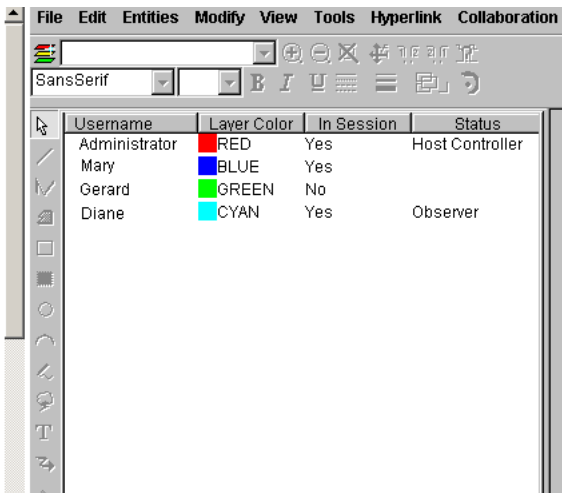 File Edit Entities Modify View Tools Hyperlink Collaboration
SansSerif
B I U
Username Layer Color In Session Status
Administrator RED Yes Host Controller
Mary BLUE Yes
Gerard GREEN No
Diane CYAN Yes Observer
T